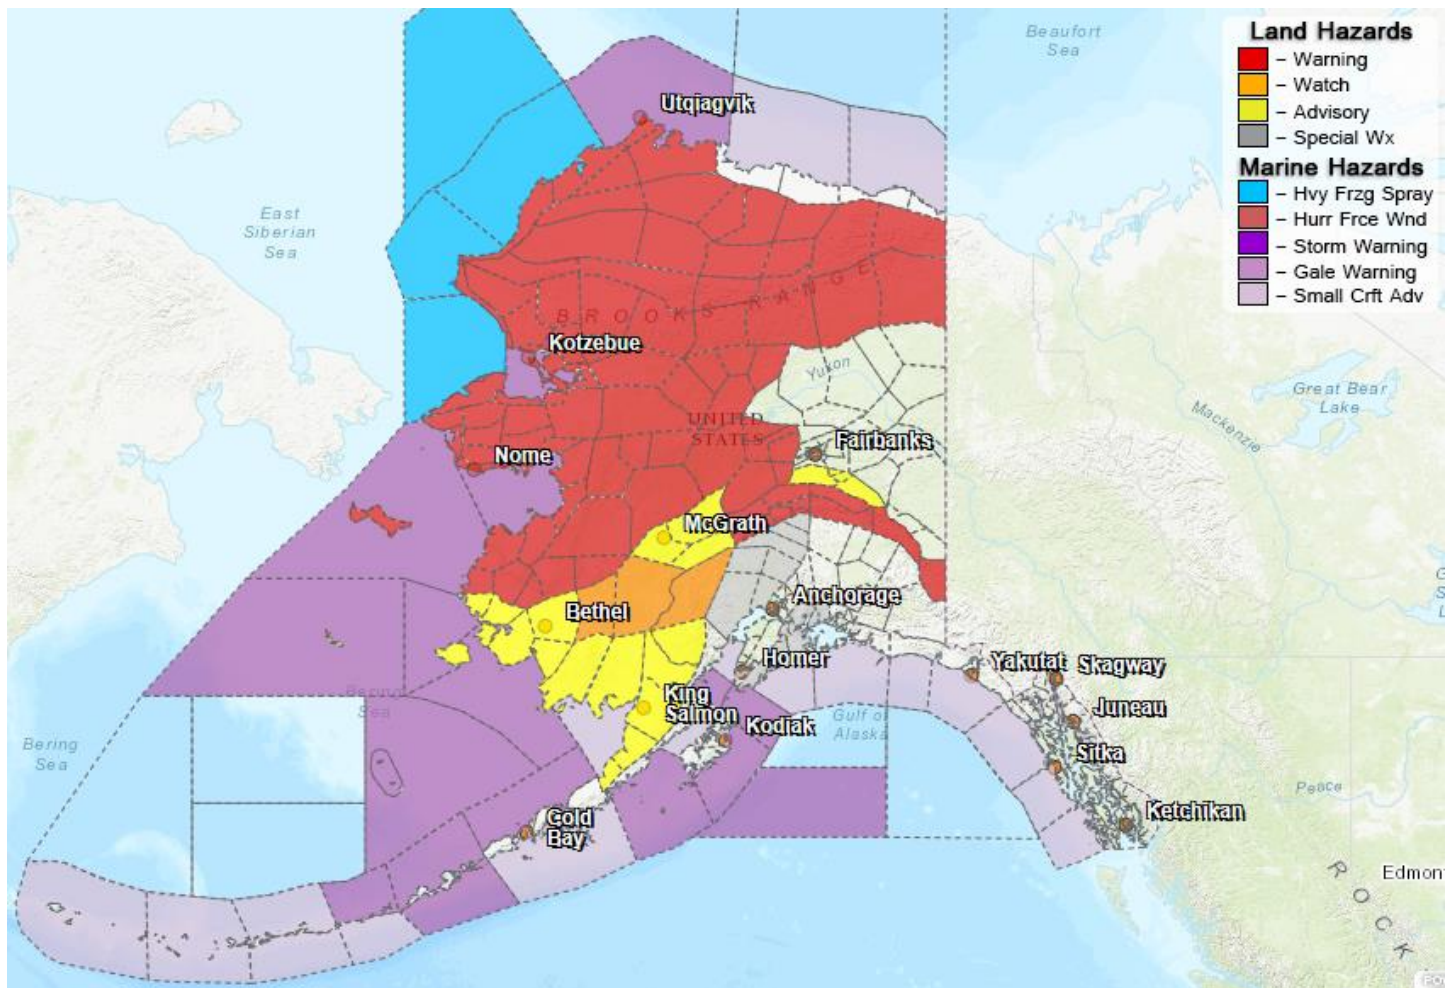 Land Hazards
– Warning
– Watch
– Advisory
– Special Wx
Marine Hazards
– Hvy Frzg Spray
– Hurr Frce Wnd
– Storm Warning
– Gale Warning
– Small Crft Adv
Beaufort
Sea
Utqiagvik
East
Siberian
Sea
BROOKS RANGE
Kotzebue
Yukon
Great Bear
Lake
Mackenzie
UNITED
STATES
Fairbanks
Nome
McGrath
Anchorage
Bethel
Homer
Yakutat
Skagway
King
Salmon
Kodiak
Juneau
Gulf of
Alaska
Bering
Sea
Bering
Sea
Sitka
Peace
Ketchikan
Cold
Bay
Edmon
ROCK